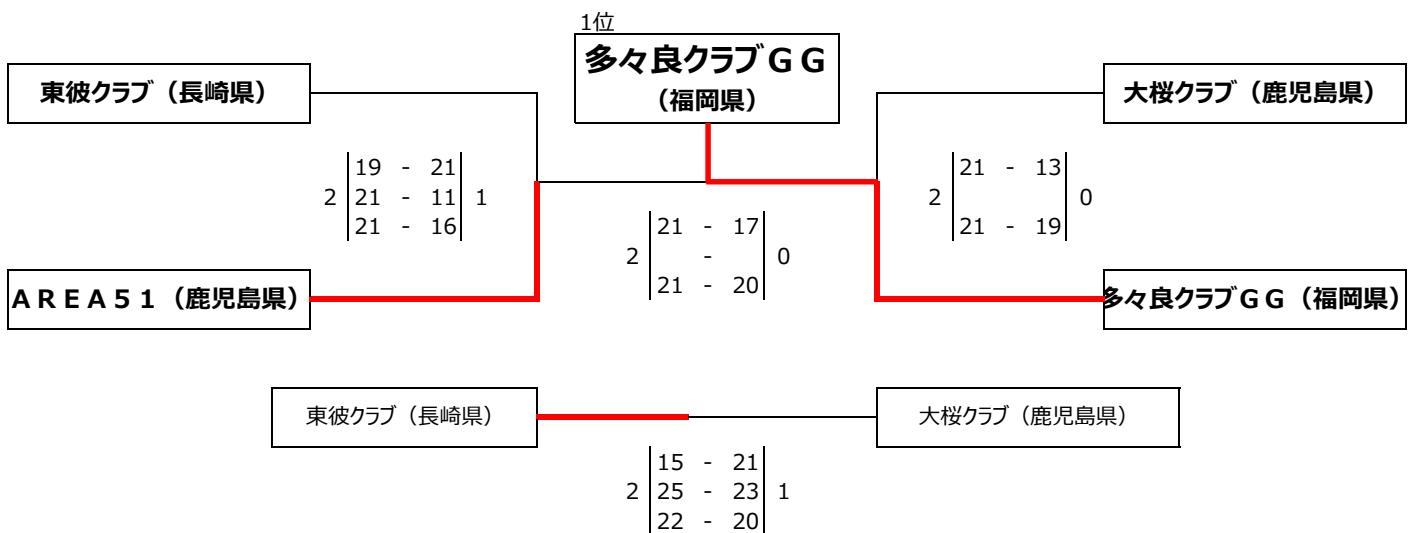 1位
多々良クラブＧＧ
（福岡県）
東彼クラブ（長崎県）
大桜クラブ（鹿児島県）
19 - 21
2 21 - 11 1
21 - 16
21 - 13
2 0
21 - 19
21 - 17
2 - 0
21 - 20
ＡＲＥＡ５１（鹿児島県）
多々良クラブＧＧ（福岡県）
東彼クラブ（長崎県）
大桜クラブ（鹿児島県）
15 - 21
2 25 - 23 1
22 - 20